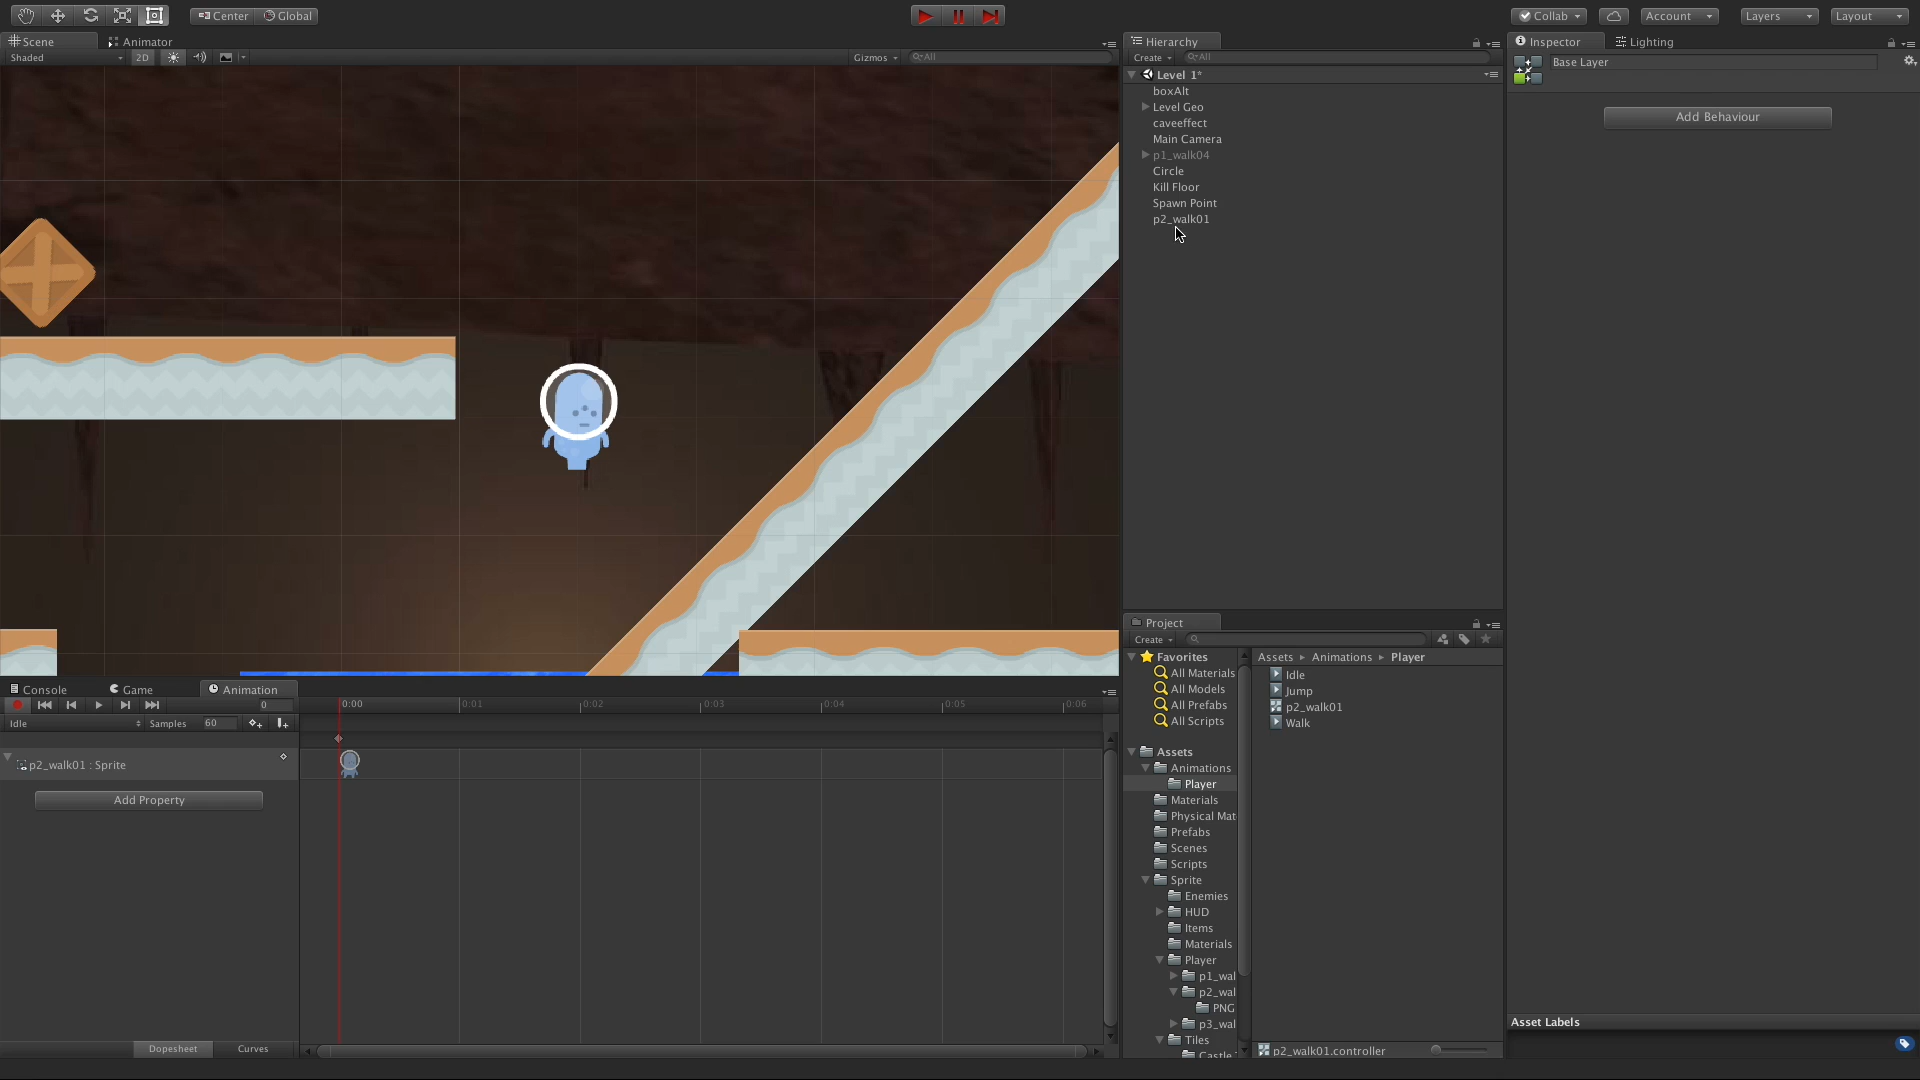 Center
Global
Collab
Account
Layers
Layout
Scene
Animator
Shaded
2D
Gizmos
All
Hierarchy
Create
All
Level 1*
boxAlt
Level Geo
caveeffect
Main Camera
p1_walk04
Circle
Kill Floor
Spawn Point
p2_walk01
Inspector
Lighting
Base Layer
Add Behaviour
Console
Game
Animation
0
Idle
Samples
60
0:00
0:01
0:02
0:03
0:04
0:05
0:06
p2_walk01 : Sprite
Add Property
Dopesheet
Curves
Project
Create
Favorites
All Materials
All Models
All Prefabs
All Scripts
Assets
Animations
Player
Materials
Physical Mat
Prefabs
Scenes
Scripts
Sprite
Enemies
HUD
Items
Materials
Player
p1_wal
p2_wal
PNG
p3_wal
Tiles
Castle
Assets
Animations
Player
Idle
Jump
p2_walk01
Walk
p2_walk01.controller
Asset Labels